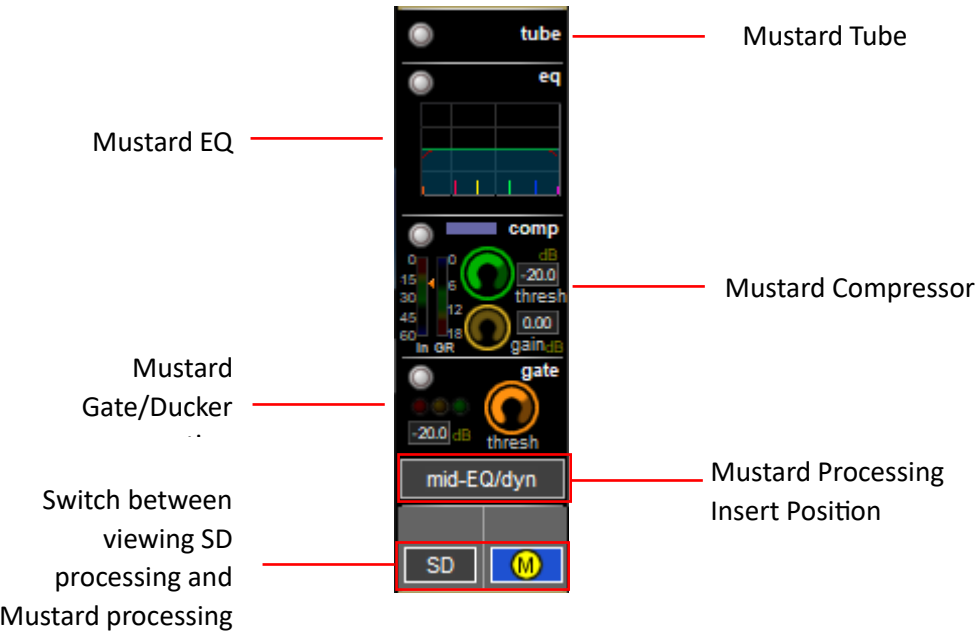 tube
Mustard Tube
eq
Mustard EQ
comp
dB
0
0
15
-20.0
30
6
thresh
Mustard Compressor
12
45
0.00
60
18
In GR
gain dB
gate
Mustard
Gate/Ducker
-20.0 dB
thresh
mid-EQ/dyn
Mustard Processing
Insert Position
Switch between
viewing SD
processing and
Mustard processing
SD
M